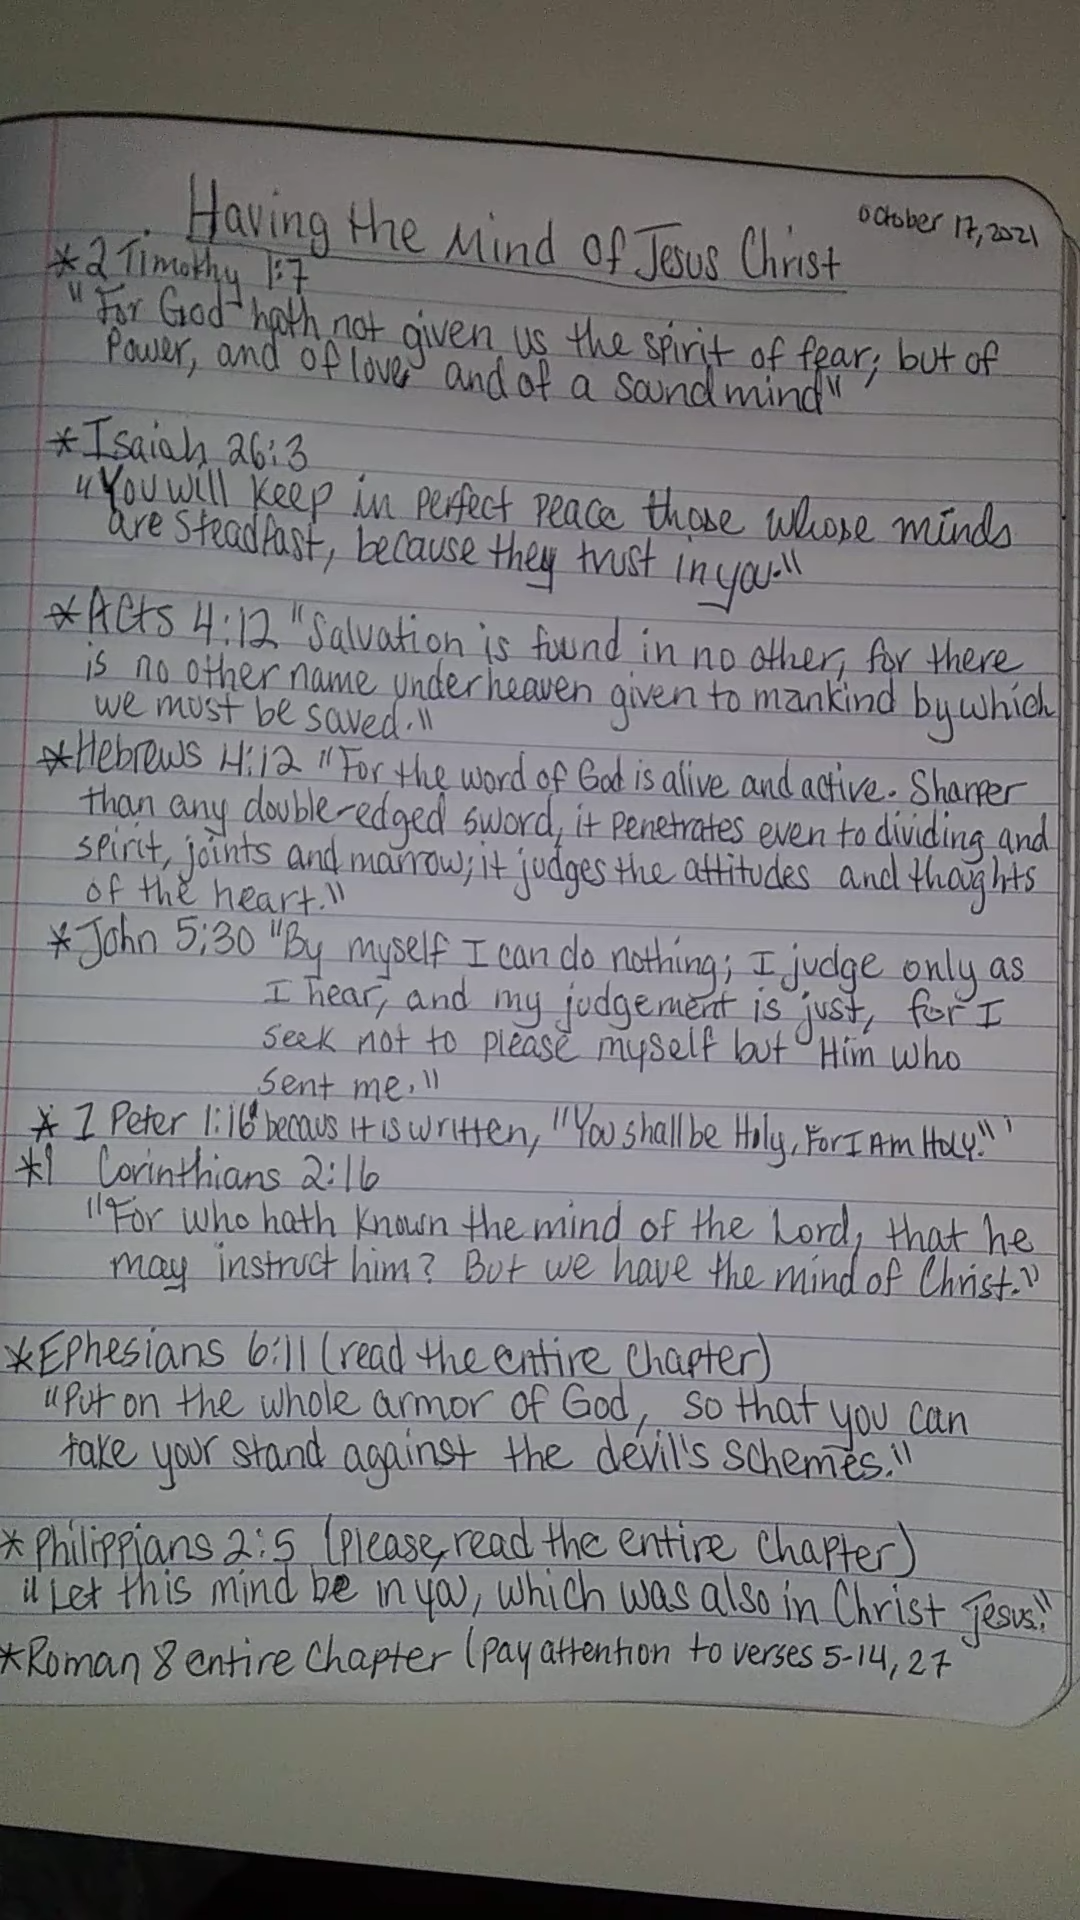 Having the Mind Of Jesus Christ
October 17, 2021
*2 Timothy 1:7
"For God hath not given us the spirit of fear; but of
Power, and of love, and of a sound mind"
*Isaiah 26:3
"You will keep in perfect peace those whose minds
are steadfast, because they trust in you."
*Acts 4:12 "Salvation is found in no other, for there
is no other name under heaven given to mankind by which
we must be saved."
*Hebrews 4:12 "For the word of God is alive and active. Sharper
than any double-edged sword, it penetrates even to dividing and
spirit, joints and marrow; it judges the attitudes and thoughts
of the heart."
*John 5:30 "By myself I can do nothing; I judge only as
I hear, and my judgement is just, for I
seek not to please myself but Him who
sent me."
*1 Peter 1:16 becaus it is written, "You shall be Holy, For I Am Holy."'
*1 Corinthians 2:16
"For who hath known the mind of the Lord, that he
may instruct him? But we have the mind of Christ."
*Ephesians 6:11 (read the entire chapter)
"Put on the whole armor of God, so that you can
take your stand against the devil's schemes."
*Philippians 2:5 (please, read the entire chapter)
"Let this mind be in you, which was also in Christ Jesus."
*Roman 8 entire chapter (pay attention to verses 5-14, 27